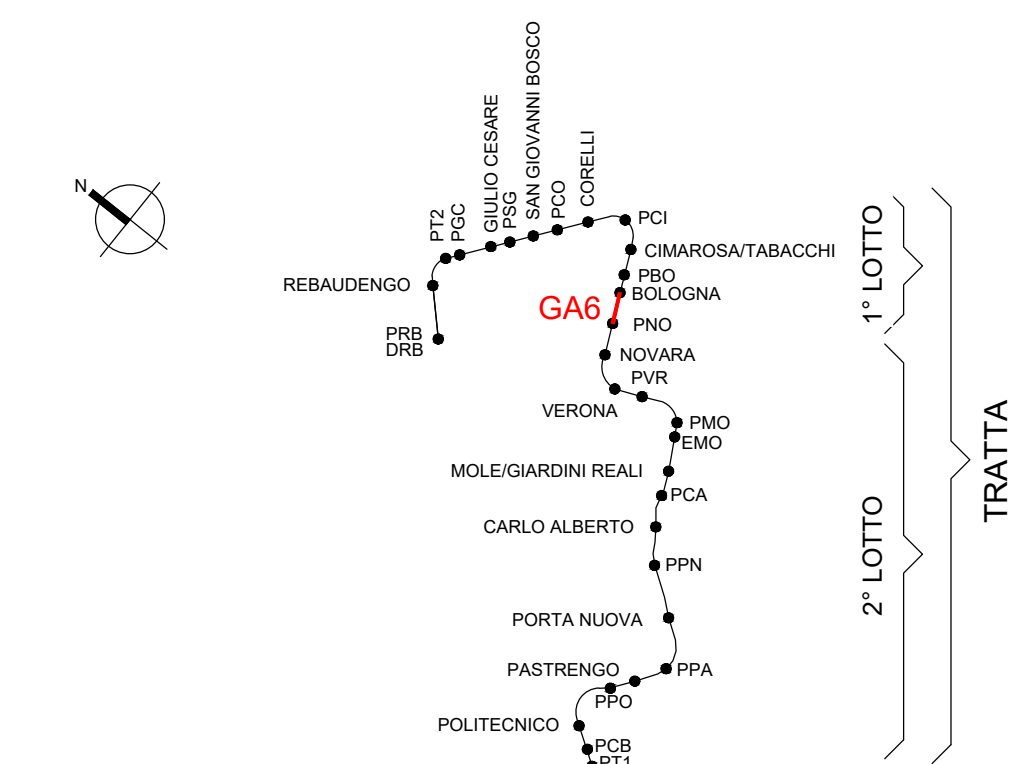 N
PT2
PGC
GIULIO CESARE
PSG
SAN GIOVANNI BOSCO
PCO
CORELLI
PCI
CIMAROSA/TABACCHI
PBO
BOLOGNA
GA6
PNO
NOVARA
PVR
VERONA
PMO
EMO
MOLE/GIARDINI REALI
PCA
CARLO ALBERTO
PPN
PORTA NUOVA
PASTRENGO
PPA
PPO
POLITECNICO
PCB
PT1
REBAUDENGO
PRB
DRB
1° LOTTO
2° LOTTO
TRATTA